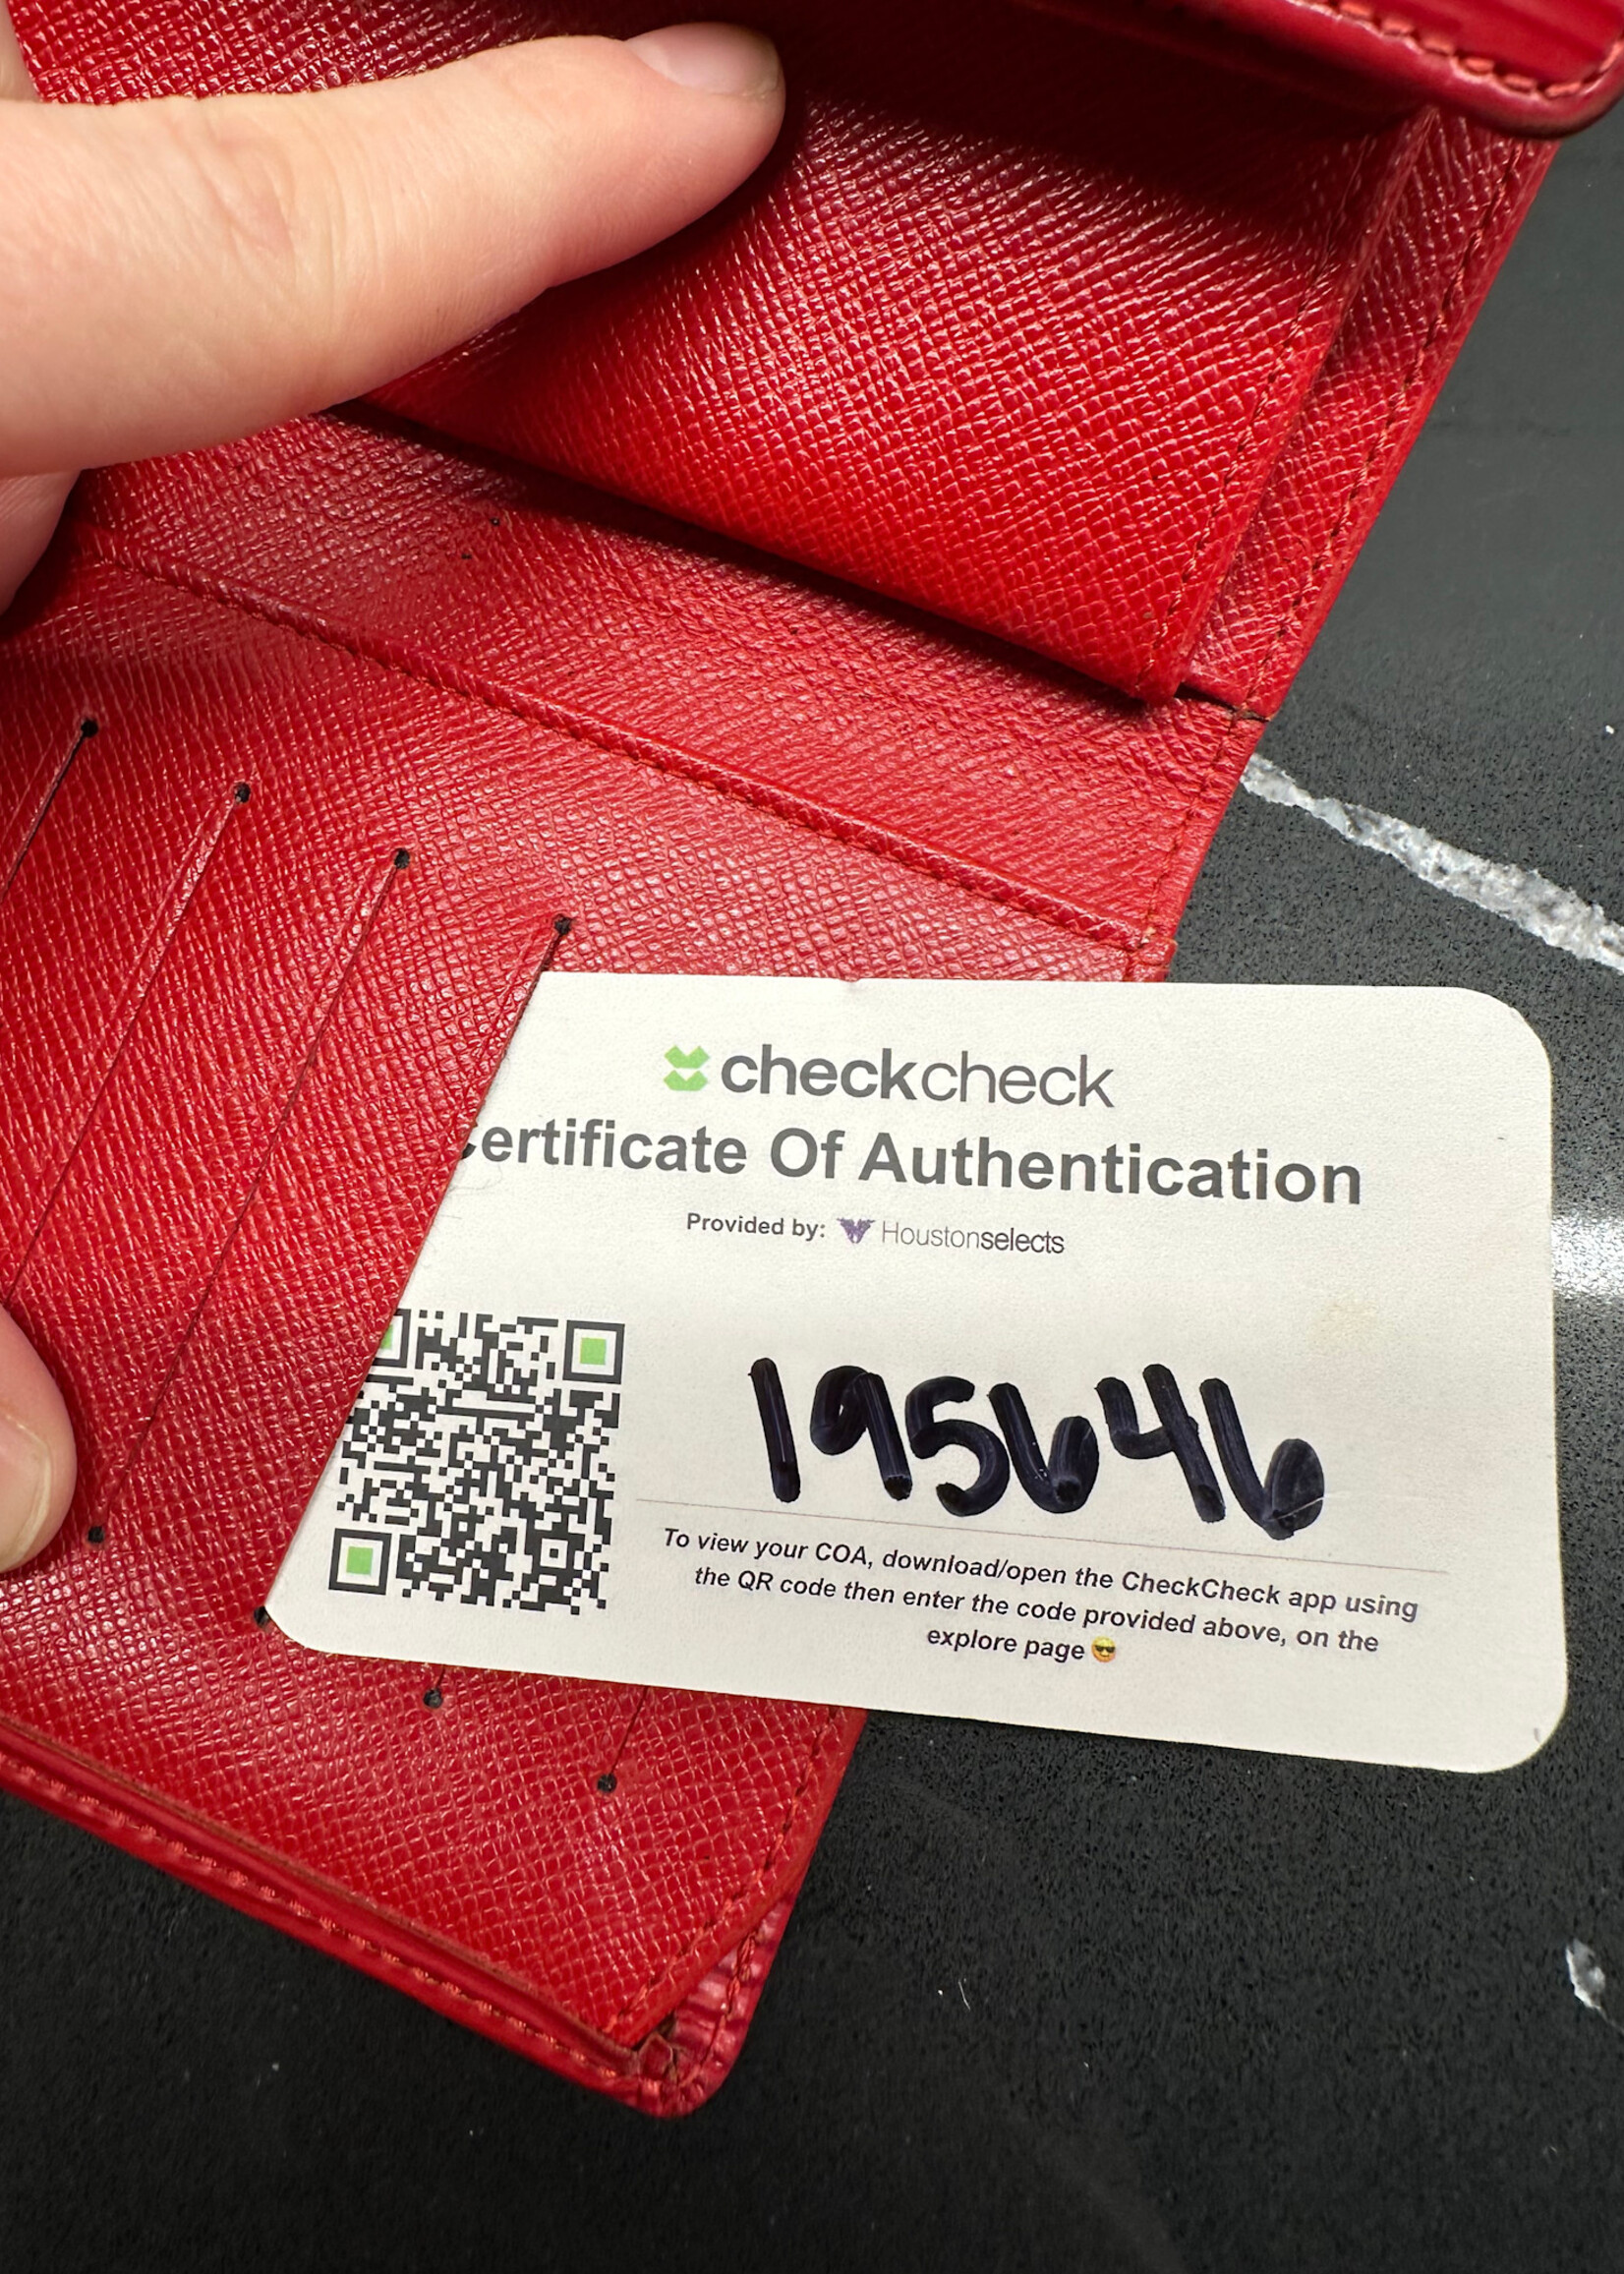 checkcheck
ertificate Of Authentication
Provided by: Houstonselects
195646
To view your COA, download/open the CheckCheck app using
the QR code then enter the code provided above, on the
explore page 😎